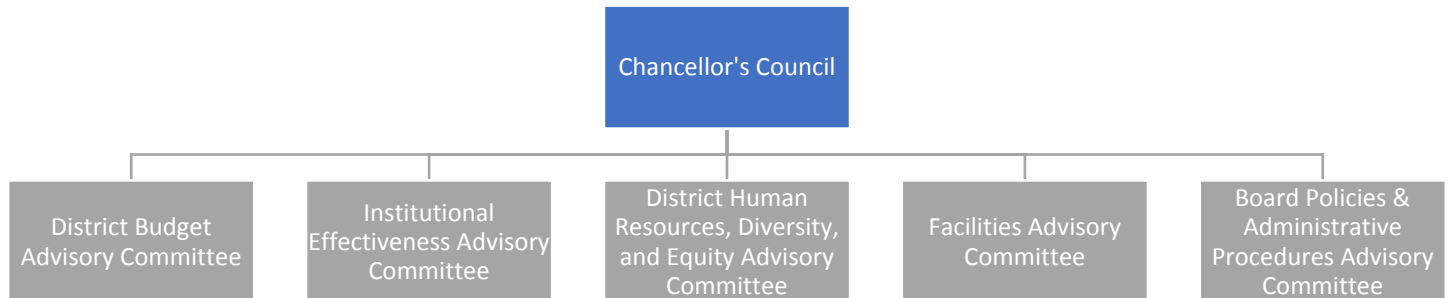 Chancellor's Council
District Budget
Advisory Committee
Institutional
Effectiveness Advisory
Committee
District Human
Resources, Diversity,
and Equity Advisory
Committee
Facilities Advisory
Committee
Board Policies &
Administrative
Procedures Advisory
Committee